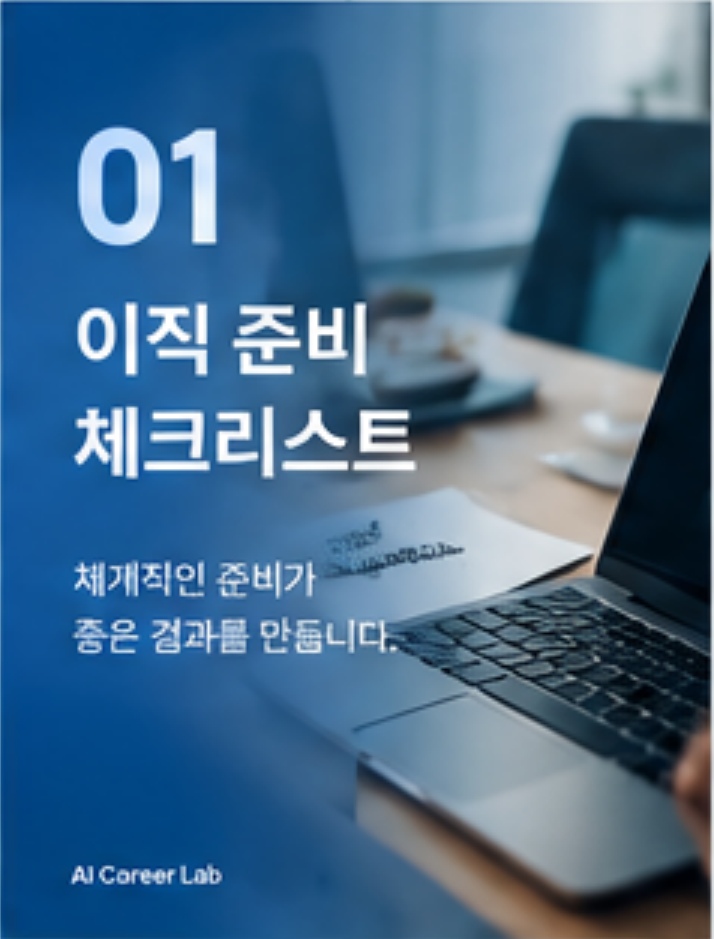 01
이직 준비
체크리스트
체계적인 준비가
좋은 결과를 만듭니다.
AI Career Lab